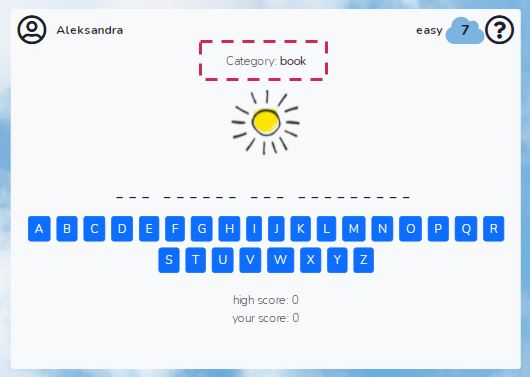 Aleksandra
easy 7 ?
Category: book
_ _ _ _ _ _ _ _ _ _ _ _ _ _ _ _ _ _ _ _ _
A B C D E F G H I J K L M N O P Q R
S T U V W X Y Z
high score: 0
your score: 0